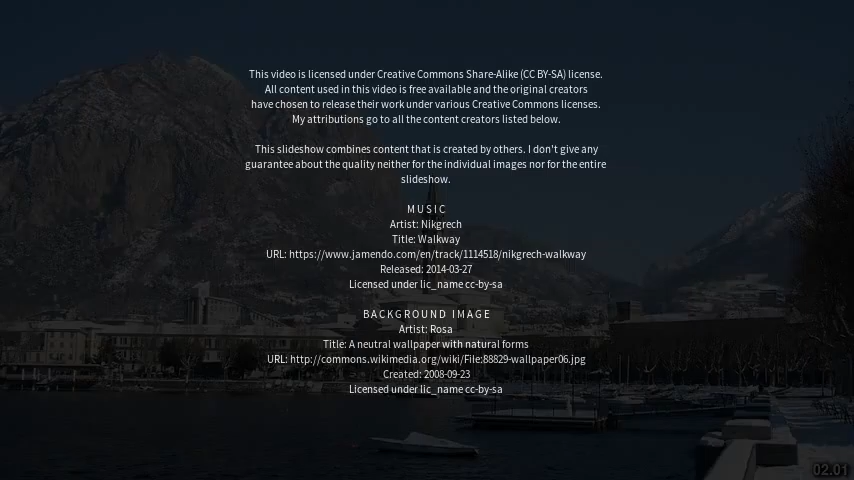 This video is licensed under Creative Commons Share-Alike (CC BY-SA) license.
All content used in this video is free available and the original creators
have chosen to release their work under various Creative Commons licenses.
My attributions go to all the content creators listed below.
This slideshow combines content that is created by others. I don't give any
guarantee about the quality neither for the individual images nor for the entire
slideshow.
MUSIC
Artist: Nikgrech
Title: Walkway
URL: https://www.jamendo.com/en/track/1114518/nikgrech-walkway
Released: 2014-03-27
Licensed under lic_name cc-by-sa
BACKGROUND IMAGE
Artist: Rosa
Title: A neutral wallpaper with natural forms
URL: http://commons.wikimedia.org/wiki/File:88829-wallpaper06.jpg
Created: 2008-09-23
Licensed under lic_name cc-by-sa
02.01